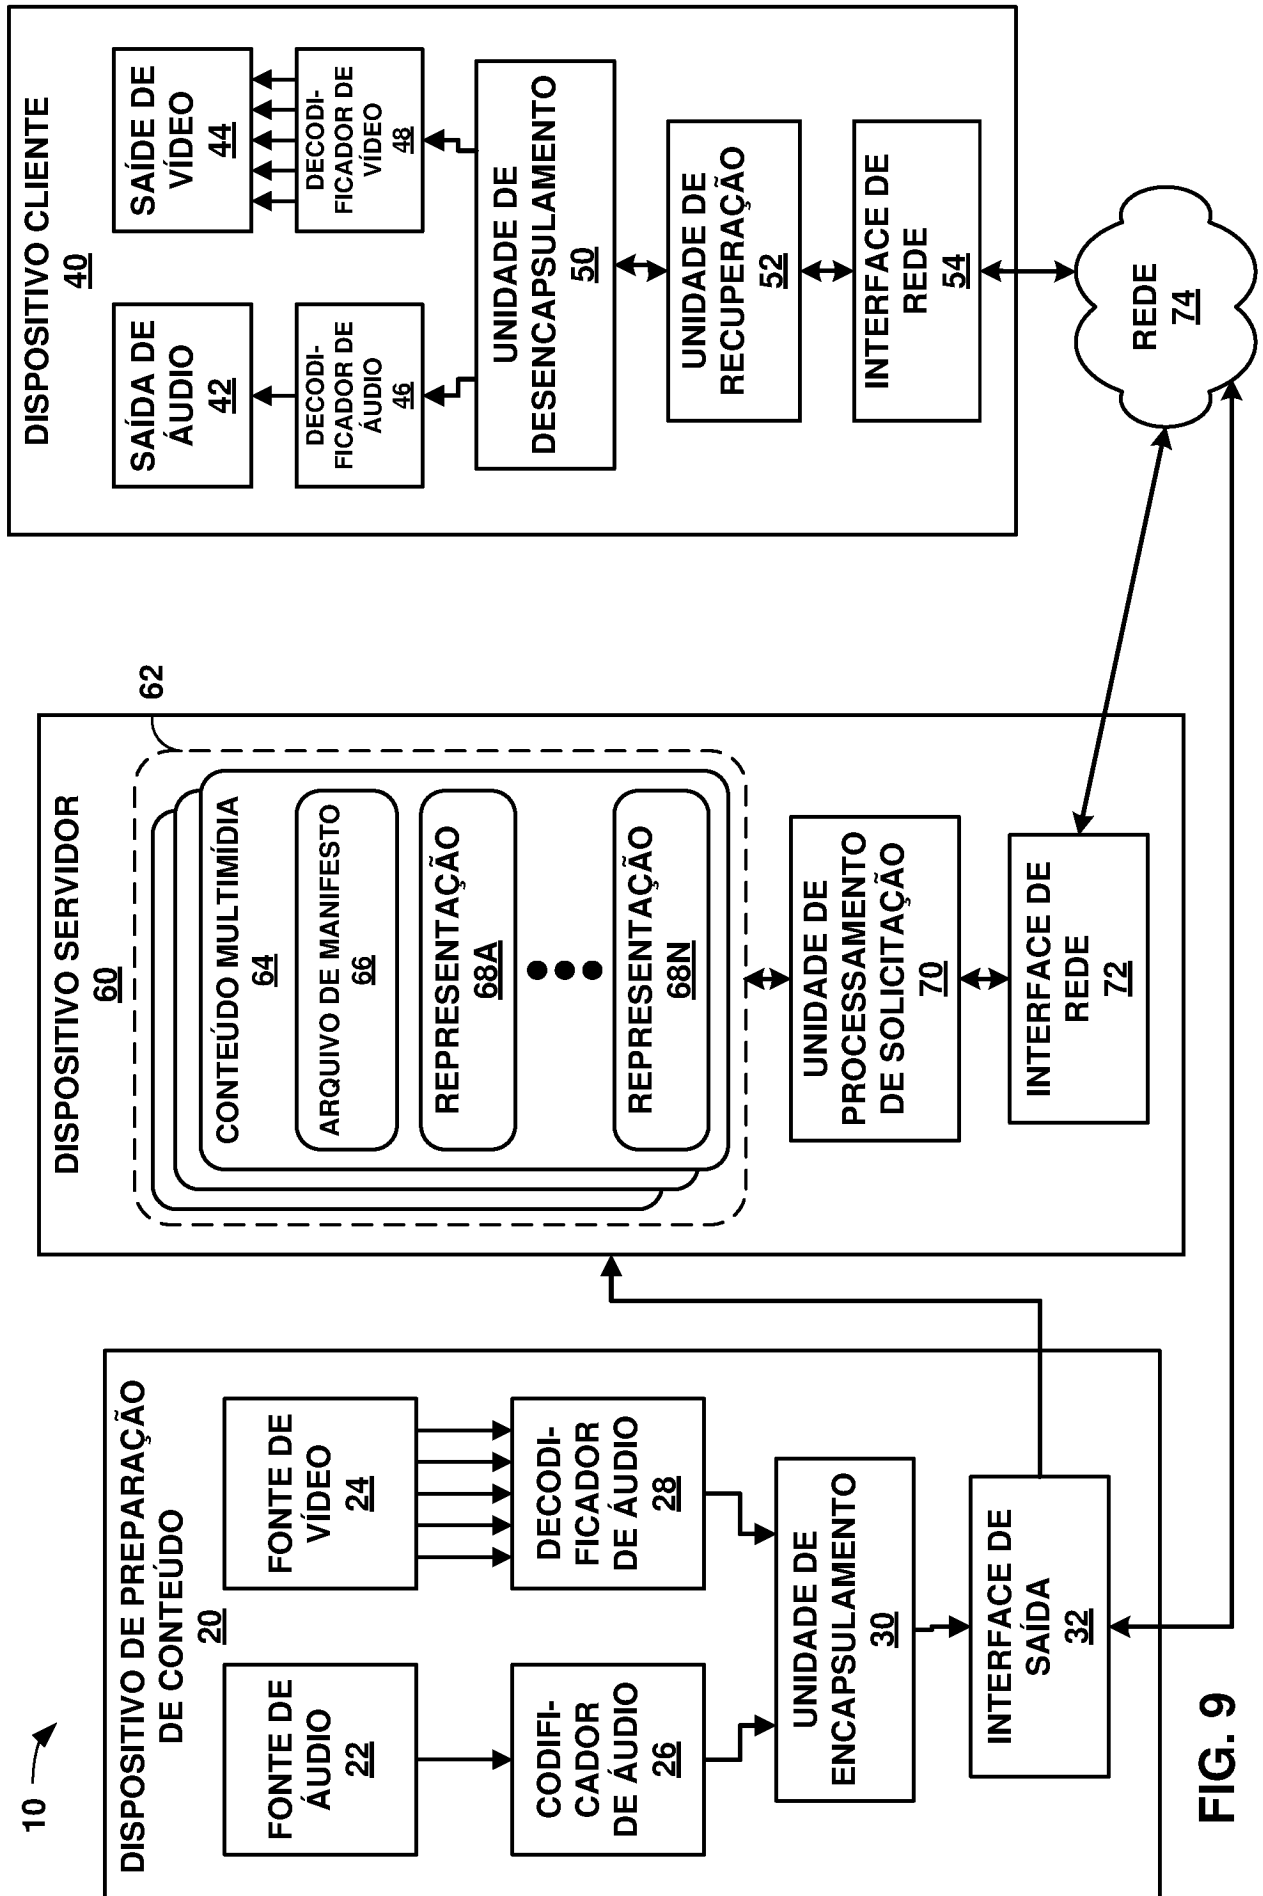 10
DISPOSITIVO DE PREPARAÇÃO
DE CONTEÚDO
20
FONTE DE
ÁUDIO
22
FONTE DE
VÍDEO
24
CODIFI-
CADOR
DE ÁUDIO
26
DECODI-
FICADOR
DE ÁUDIO
28
UNIDADE DE
ENCAPSULAMENTO
30
INTERFACE DE
SAÍDA
32
DISPOSITIVO SERVIDOR
60
62
CONTEÚDO MULTIMÍDIA
64
ARQUIVO DE MANIFESTO
66
REPRESENTAÇÃO
68A
REPRESENTAÇÃO
68N
UNIDADE DE
PROCESSAMENTO
DE SOLICITAÇÃO
70
INTERFACE DE
REDE
72
DISPOSITIVO CLIENTE
40
SAÍDA DE
ÁUDIO
42
SAÍDE DE
VÍDEO
44
DECODI-
FICADOR DE
ÁUDIO
46
DECODI-
FICADOR DE
VÍDEO
48
UNIDADE DE
DESENCAPSULAMENTO
50
UNIDADE DE
RECUPERAÇÃO
52
INTERFACE DE
REDE
54
REDE
74
FIG. 9